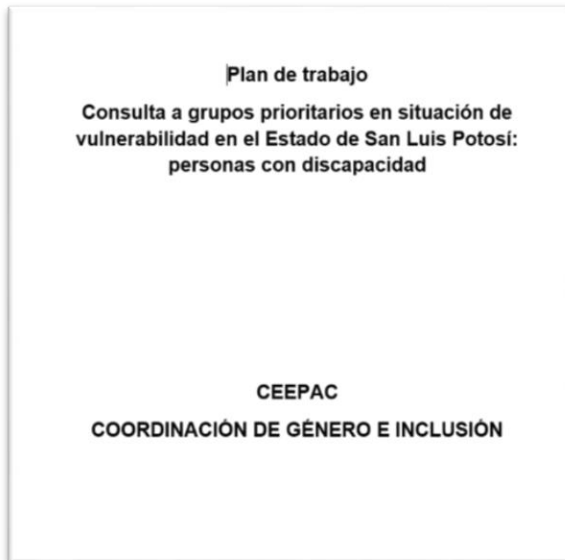 Plan de trabajo
Consulta a grupos prioritarios en situación de
vulnerabilidad en el Estado de San Luis Potosí:
personas con discapacidad
CEEPAC
COORDINACIÓN DE GÉNERO E INCLUSIÓN